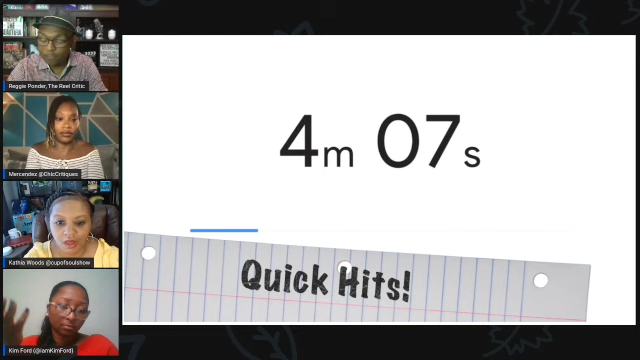 Reggie Ponder, The Reel Critic
Mercendez @ChicCritiques
Kathia Woods @cupofsoulshow
Kim Ford (@iamKimFord)
4m 07s
Quick Hits!